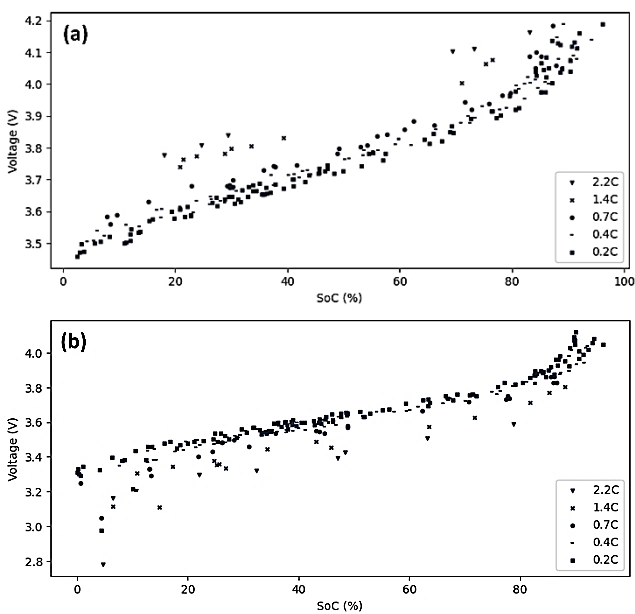 (a)
4.2
4.1
4.0
3.9
3.8
3.7
3.6
3.5
Voltage (V)
2.2C
1.4C
0.7C
0.4C
0.2C
0 20 40 60 80 100
SoC (%)
(b)
4.0
3.8
3.6
3.4
3.2
3.0
2.8
Voltage (V)
2.2C
1.4C
0.7C
0.4C
0.2C
0 20 40 60 80
SoC (%)